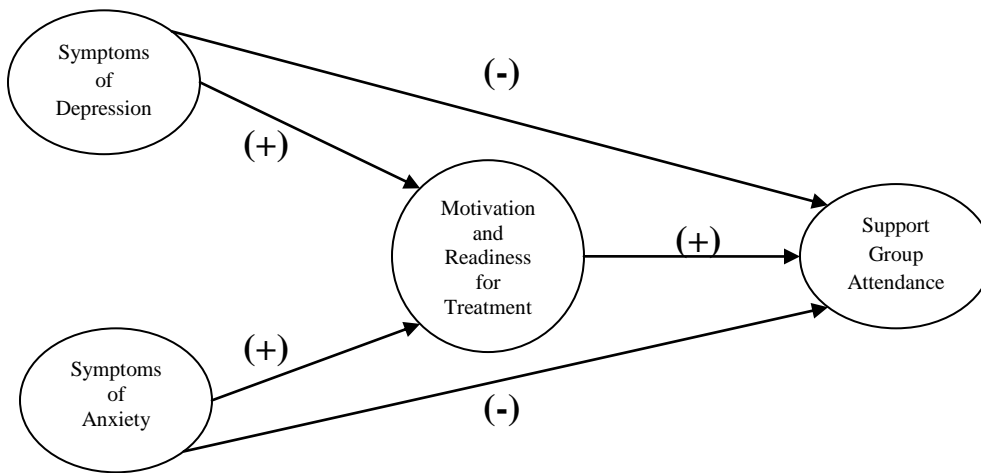 Symptoms
of
Depression
(-)
(+)
Motivation
and
Readiness
for
Treatment
(+)
Support
Group
Attendance
Symptoms
of
Anxiety
(+)
(-)